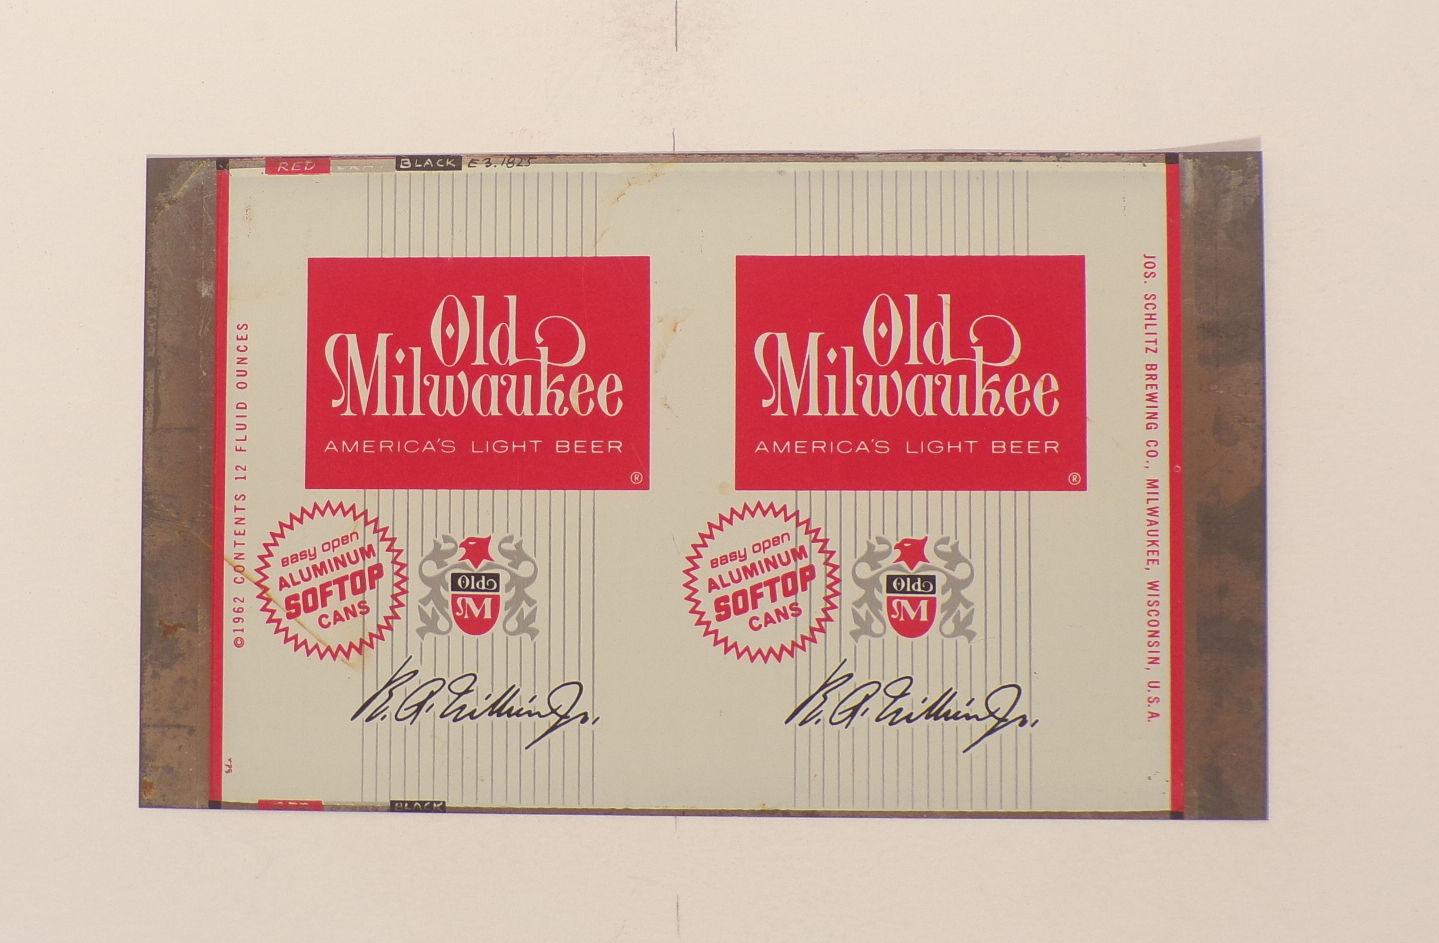 RED
BLACK E3.1825
©1962 CONTENTS 12 FLUID OUNCES
Old
Milwaukee
AMERICA'S LIGHT BEER
®
easy open
ALUMINUM
SOFTOP
CANS
Old
M
Old
Milwaukee
AMERICA'S LIGHT BEER
®
easy open
ALUMINUM
SOFTOP
CANS
Old
M
JOS. SCHLITZ BREWING CO., MILWAUKEE, WISCONSIN, U.S.A.
RED BLACK